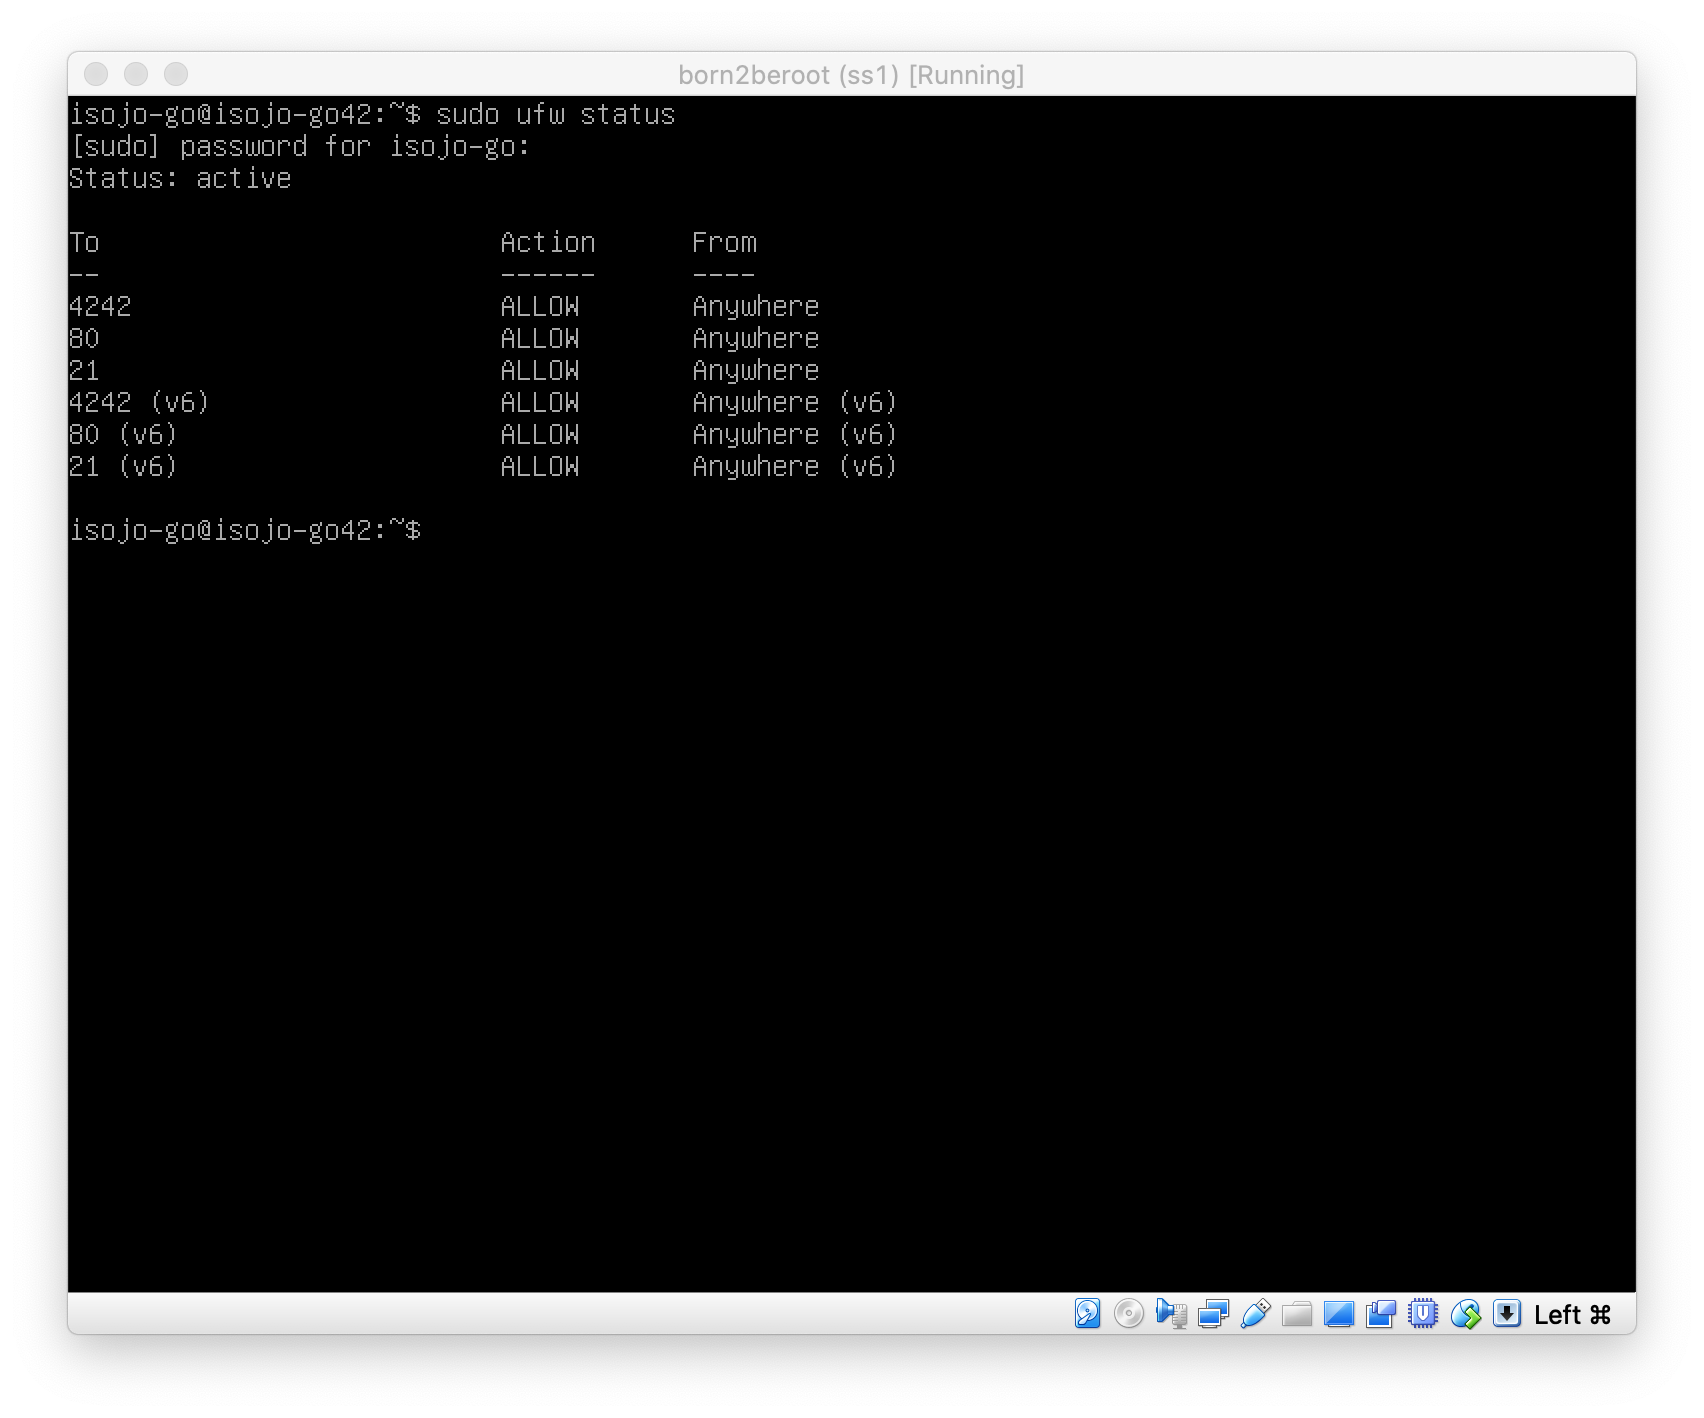 born2beroot (ss1) [Running]
isojo-go@isojo-go42:~$ sudo ufw status
[sudo] password for isojo-go:
Status: active
To                         Action      From
--                         ------      ----
4242                       ALLOW       Anywhere
80                         ALLOW       Anywhere
21                         ALLOW       Anywhere
4242 (v6)                  ALLOW       Anywhere (v6)
80 (v6)                    ALLOW       Anywhere (v6)
21 (v6)                    ALLOW       Anywhere (v6)
isojo-go@isojo-go42:~$
Left ⌘